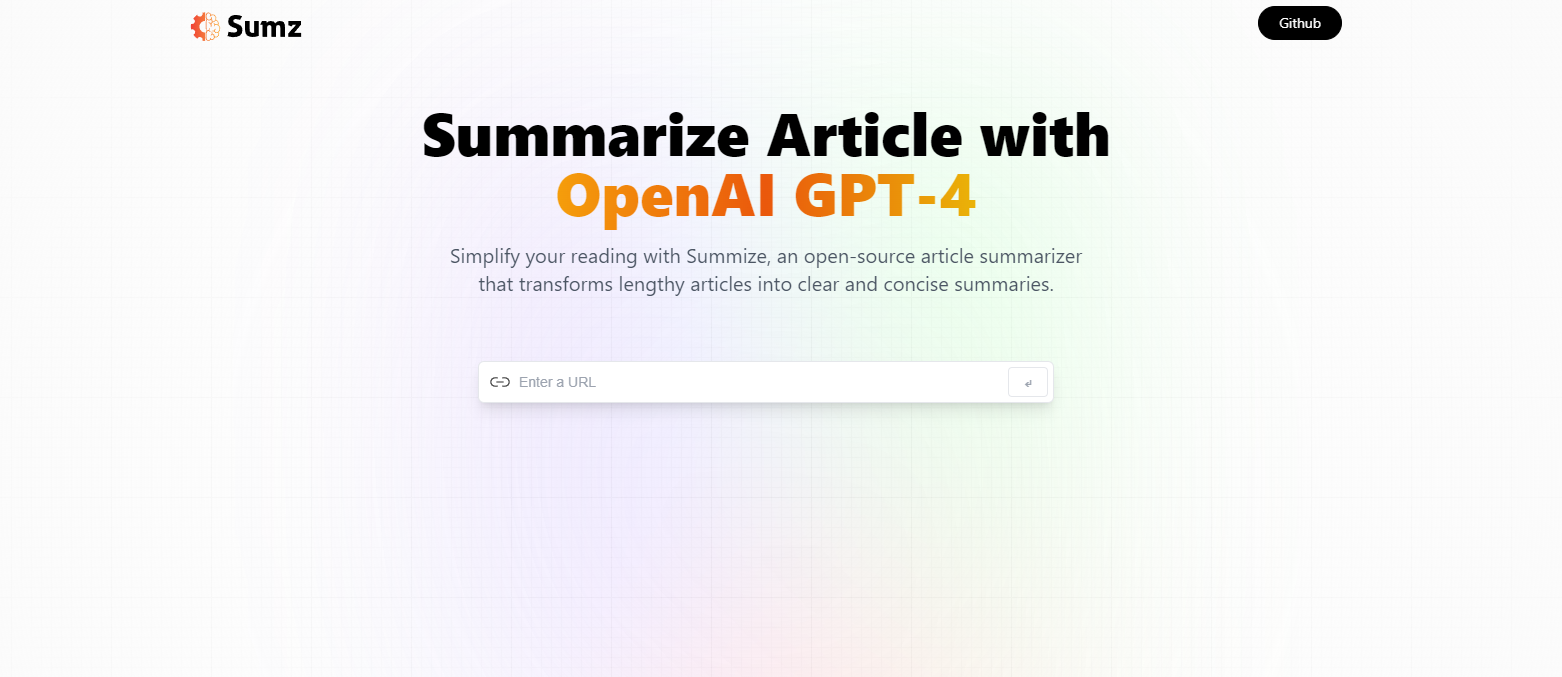 Sumz
Github
Summarize Article with
OpenAI GPT-4
Simplify your reading with Summize, an open-source article summarizer
that transforms lengthy articles into clear and concise summaries.
Enter a URL
↵